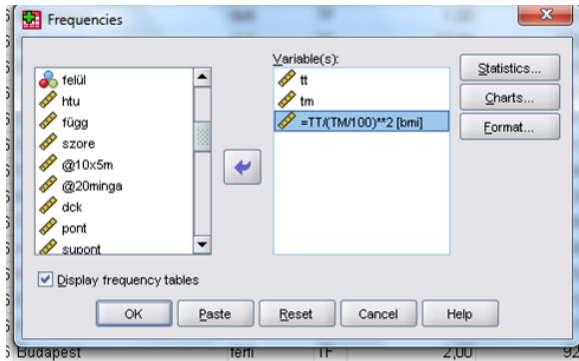 Frequencies
felül
htu
függ
szore
@10x5m
@20minga
dck
pont
supont
Variable(s):
tt
tm
=TT/(TM/100)**2 [bmi]
Statistics...
Charts...
Format...
Display frequency tables
OK
Paste
Reset
Cancel
Help
Budapest
TF
2,00